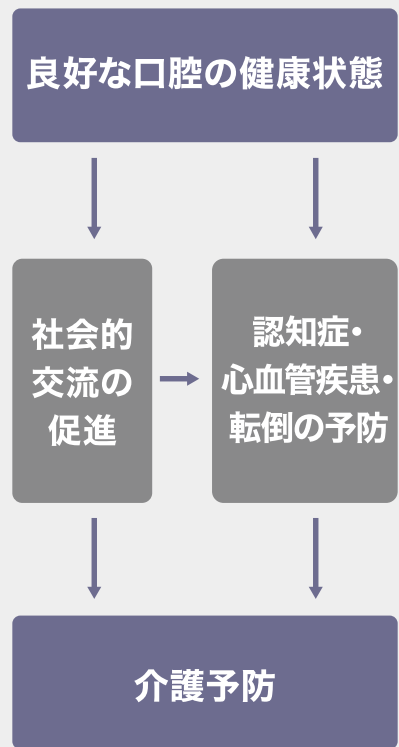 良好な口腔の健康状態
社会的
交流の
促進
認知症・
心血管疾患・
転倒の予防
介護予防